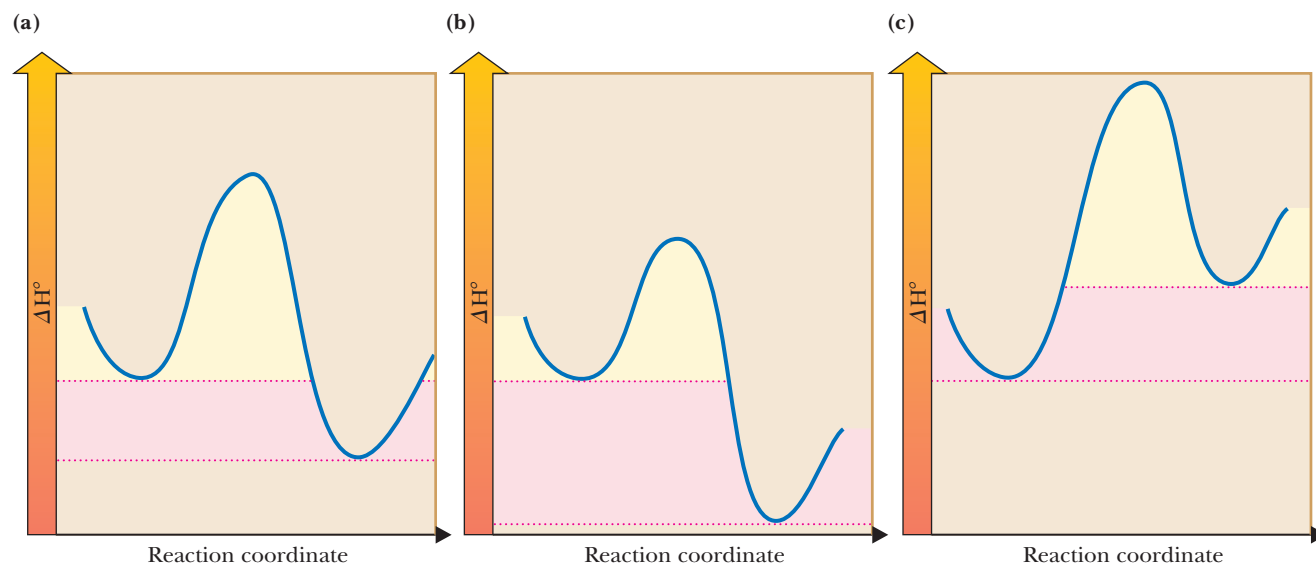 (a)
(b)
(c)
ΔH°
ΔH°
ΔH°
Reaction coordinate
Reaction coordinate
Reaction coordinate